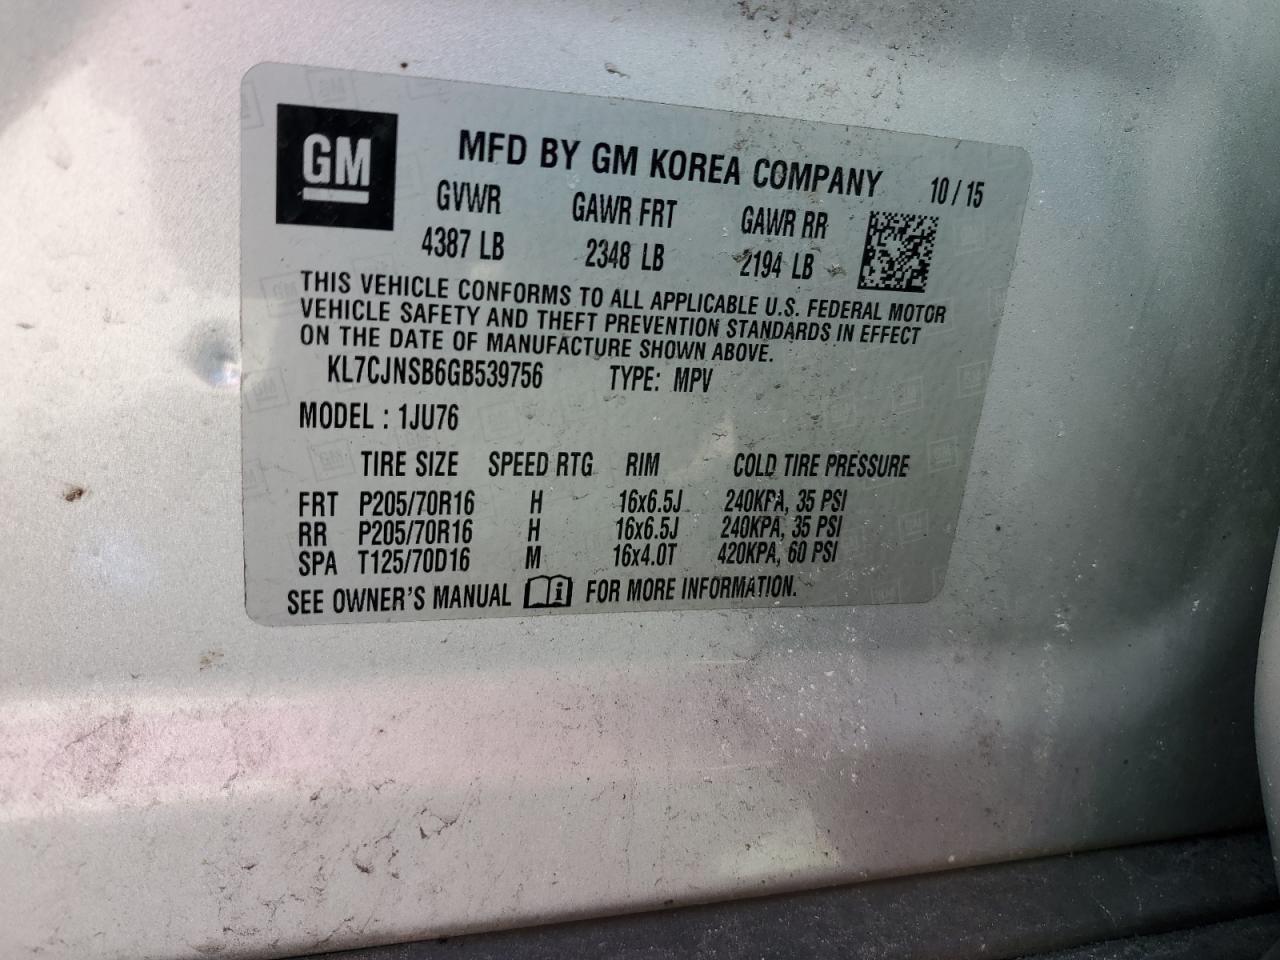 GM
MFD BY GM KOREA COMPANY 10 / 15
GVWR GAWR FRT GAWR RR
4387 LB 2348 LB 2194 LB
THIS VEHICLE CONFORMS TO ALL APPLICABLE U.S. FEDERAL MOTOR
VEHICLE SAFETY AND THEFT PREVENTION STANDARDS IN EFFECT
ON THE DATE OF MANUFACTURE SHOWN ABOVE.
KL7CJNSB6GB539756 TYPE: MPV
MODEL : 1JU76
TIRE SIZE SPEED RTG RIM COLD TIRE PRESSURE
FRT P205/70R16 H 16x6.5J 240KPA, 35 PSI
RR P205/70R16 H 16x6.5J 240KPA, 35 PSI
SPA T125/70D16 M 16x4.0T 420KPA, 60 PSI
SEE OWNER'S MANUAL i FOR MORE INFORMATION.